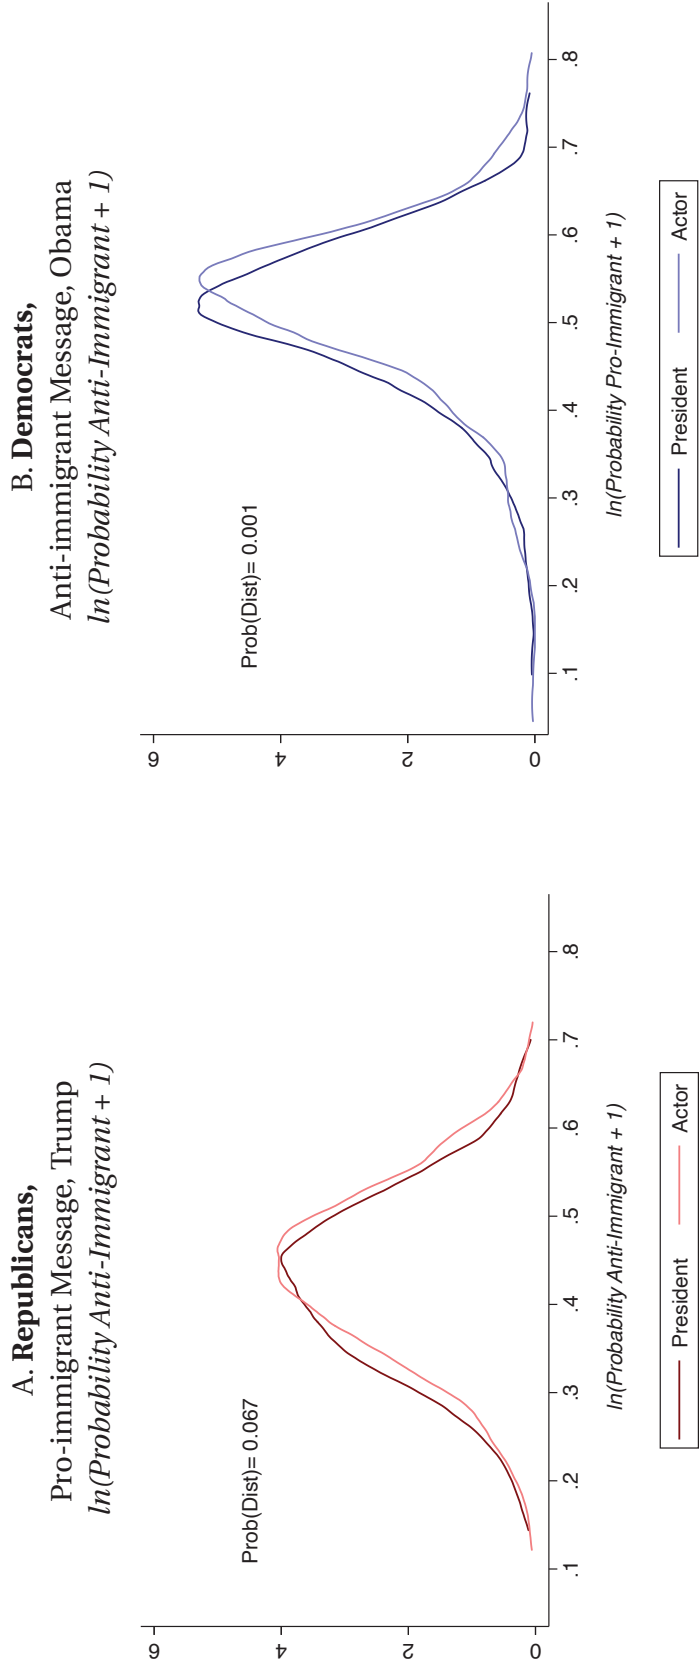 A. Republicans,
Pro-immigrant Message, Trump
ln(Probability Anti-Immigrant + 1)
6
4
2
0
Prob(Dist)= 0.067
.1 .2 .3 .4 .5 .6 .7 .8
ln(Probability Anti-Immigrant + 1)
President Actor
B. Democrats,
Anti-immigrant Message, Obama
ln(Probability Anti-Immigrant + 1)
6
4
2
0
Prob(Dist)= 0.001
.1 .2 .3 .4 .5 .6 .7 .8
ln(Probability Pro-Immigrant + 1)
President Actor